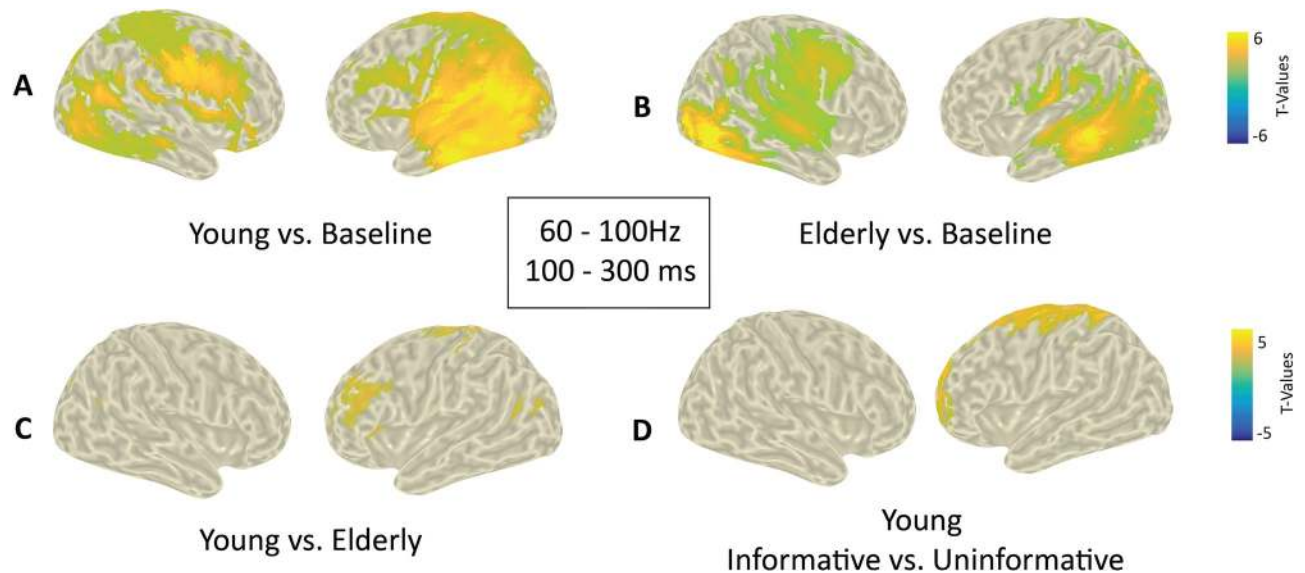 A
B
6
T-Values
-6
Young vs. Baseline
60 - 100Hz
100 - 300 ms
Elderly vs. Baseline
C
D
5
T-Values
-5
Young vs. Elderly
Young
Informative vs. Uninformative